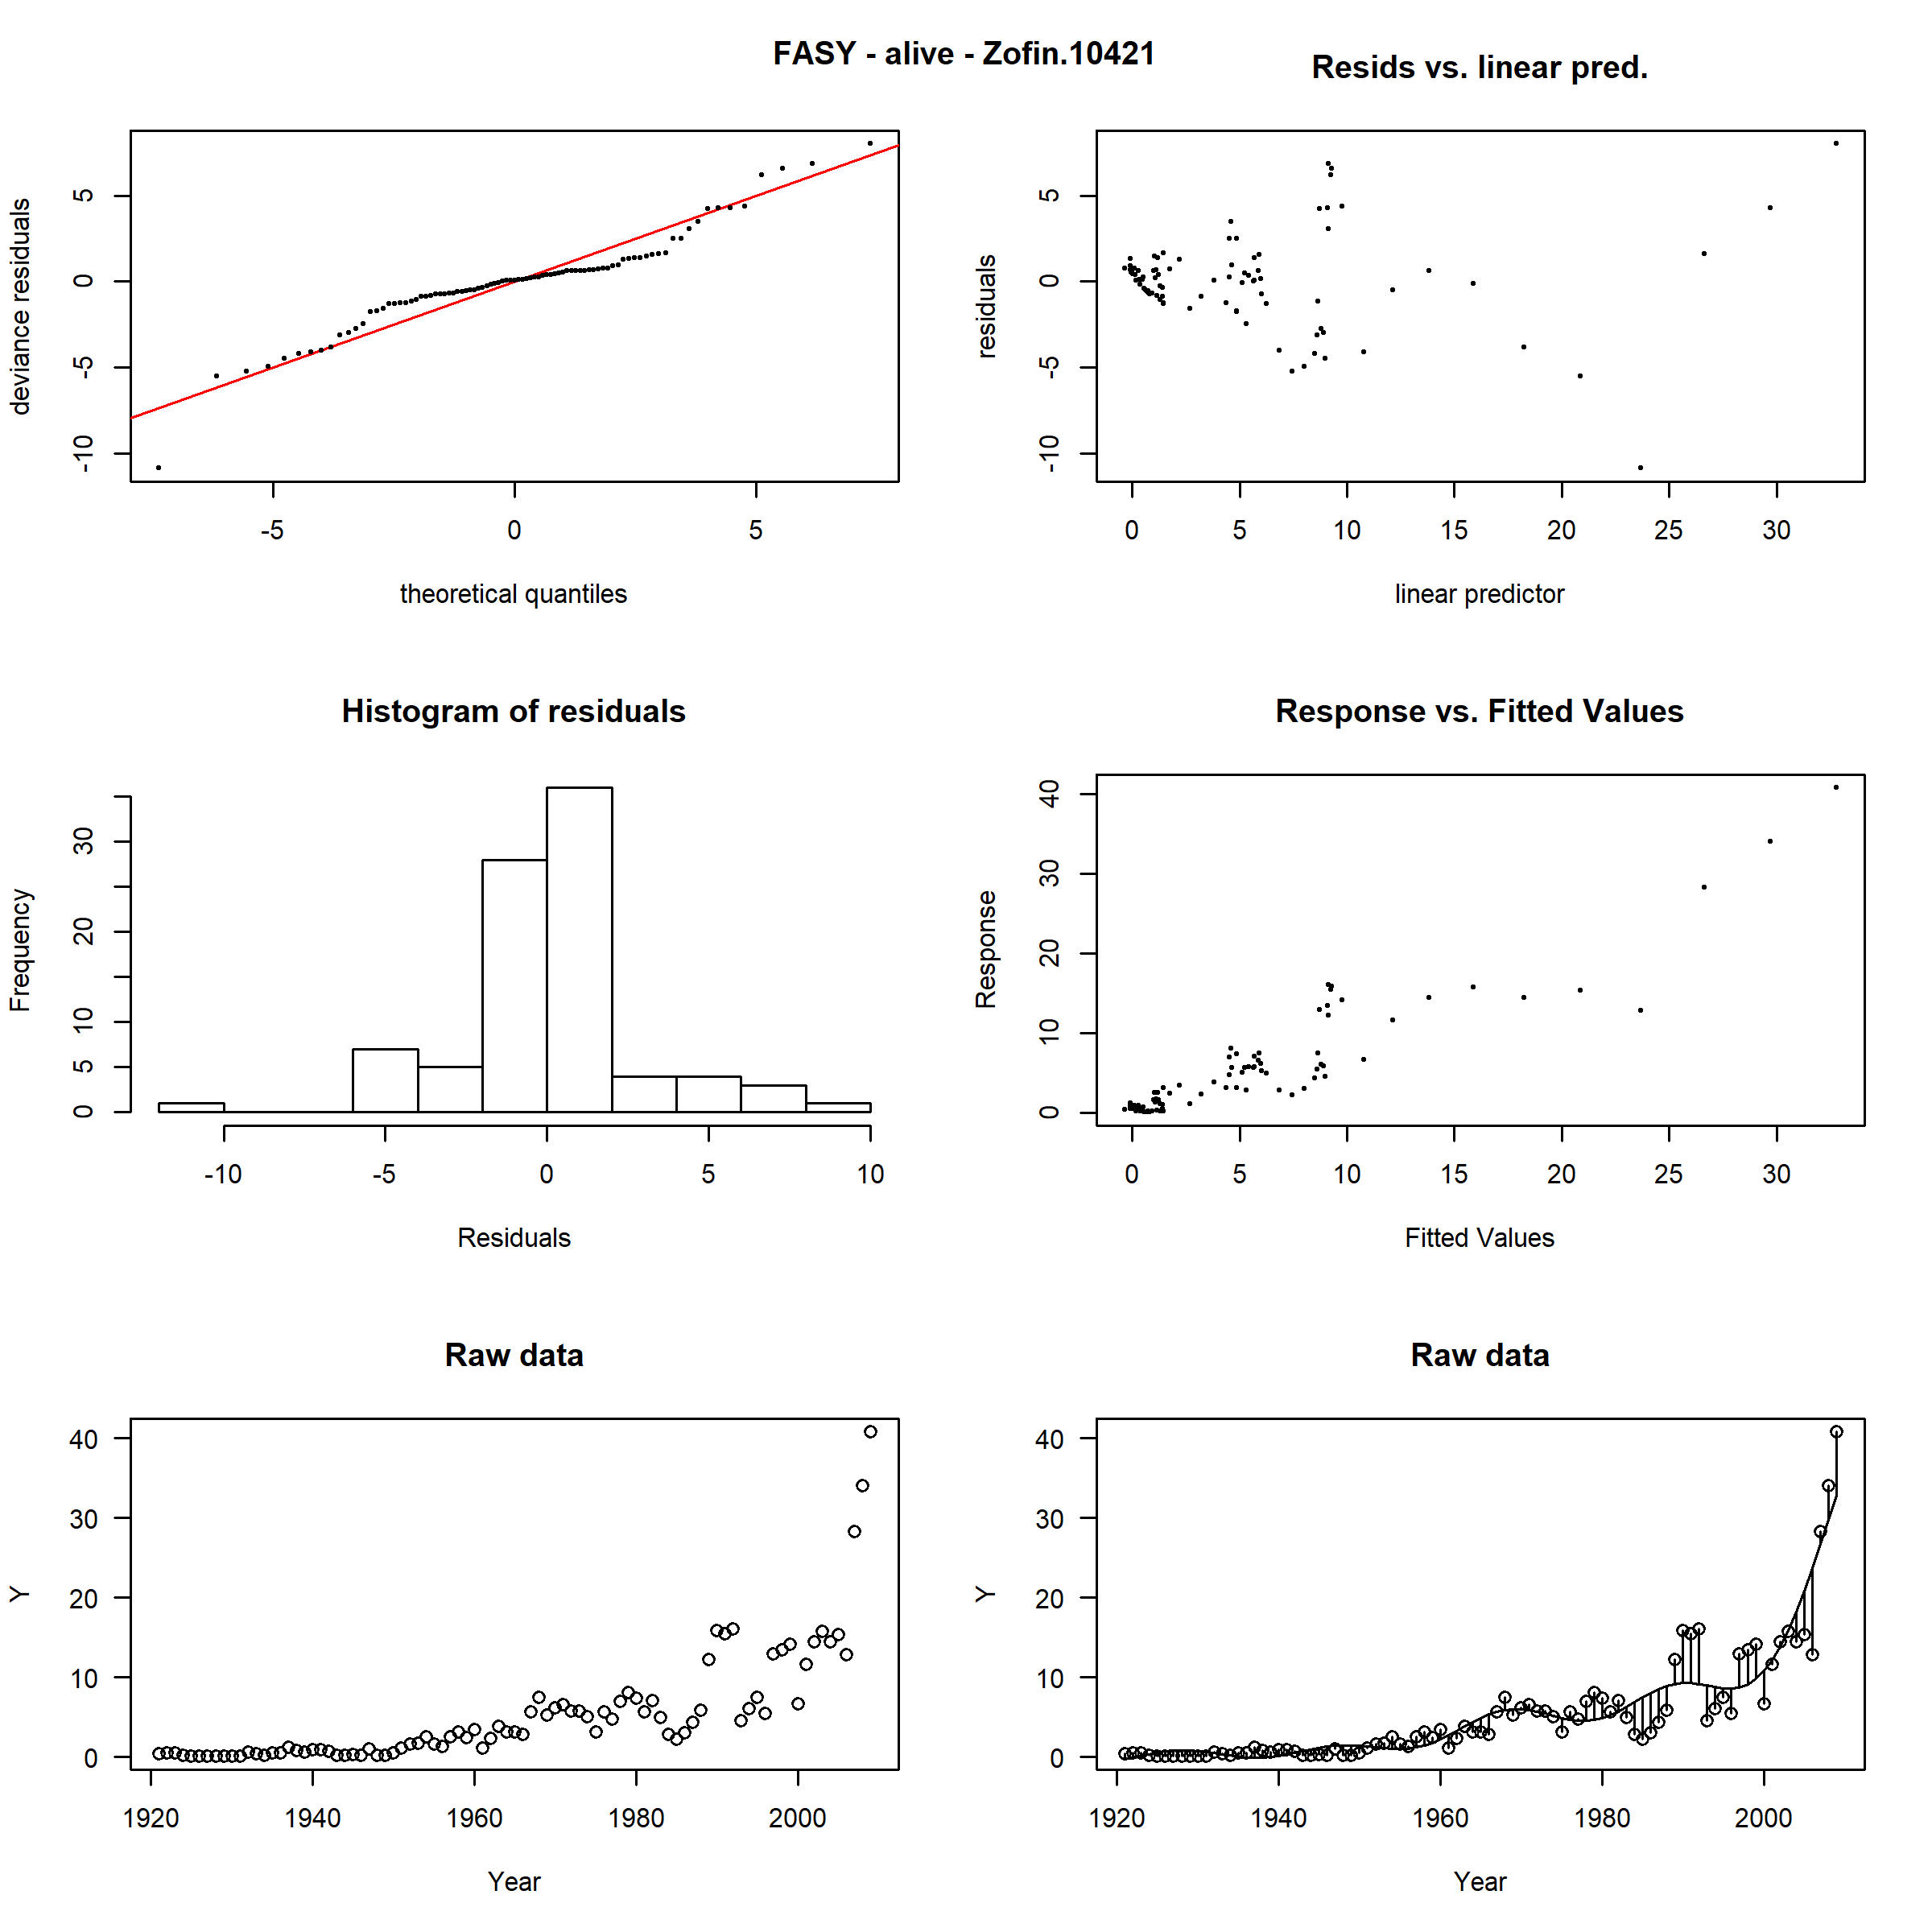 FASY - alive - Zofin.10421
Resids vs. linear pred.
deviance residuals
5
0
-5
-10
-5 0 5
theoretical quantiles
residuals
5
0
-5
-10
0 5 10 15 20 25 30
linear predictor
Histogram of residuals
Frequency
30
20
10
5
0
-10 -5 0 5 10
Residuals
Response vs. Fitted Values
Response
40
30
20
10
0
0 5 10 15 20 25 30
Fitted Values
Raw data
Y
40
30
20
10
0
1920 1940 1960 1980 2000
Year
Raw data
Y
40
30
20
10
0
1920 1940 1960 1980 2000
Year